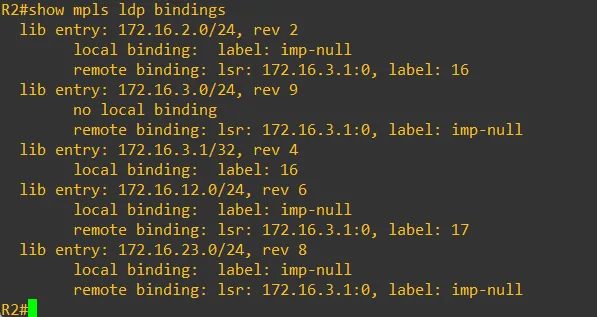 R2#show mpls ldp bindings
  lib entry: 172.16.2.0/24, rev 2
        local binding:  label: imp-null
        remote binding: lsr: 172.16.3.1:0, label: 16
  lib entry: 172.16.3.0/24, rev 9
        no local binding
        remote binding: lsr: 172.16.3.1:0, label: imp-null
  lib entry: 172.16.3.1/32, rev 4
        local binding:  label: 16
  lib entry: 172.16.12.0/24, rev 6
        local binding:  label: imp-null
        remote binding: lsr: 172.16.3.1:0, label: 17
  lib entry: 172.16.23.0/24, rev 8
        local binding:  label: imp-null
        remote binding: lsr: 172.16.3.1:0, label: imp-null
R2#